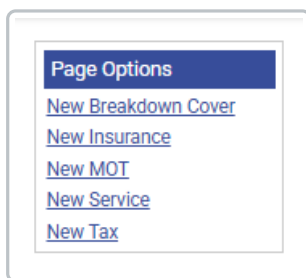 Page Options
New Breakdown Cover
New Insurance
New MOT
New Service
New Tax